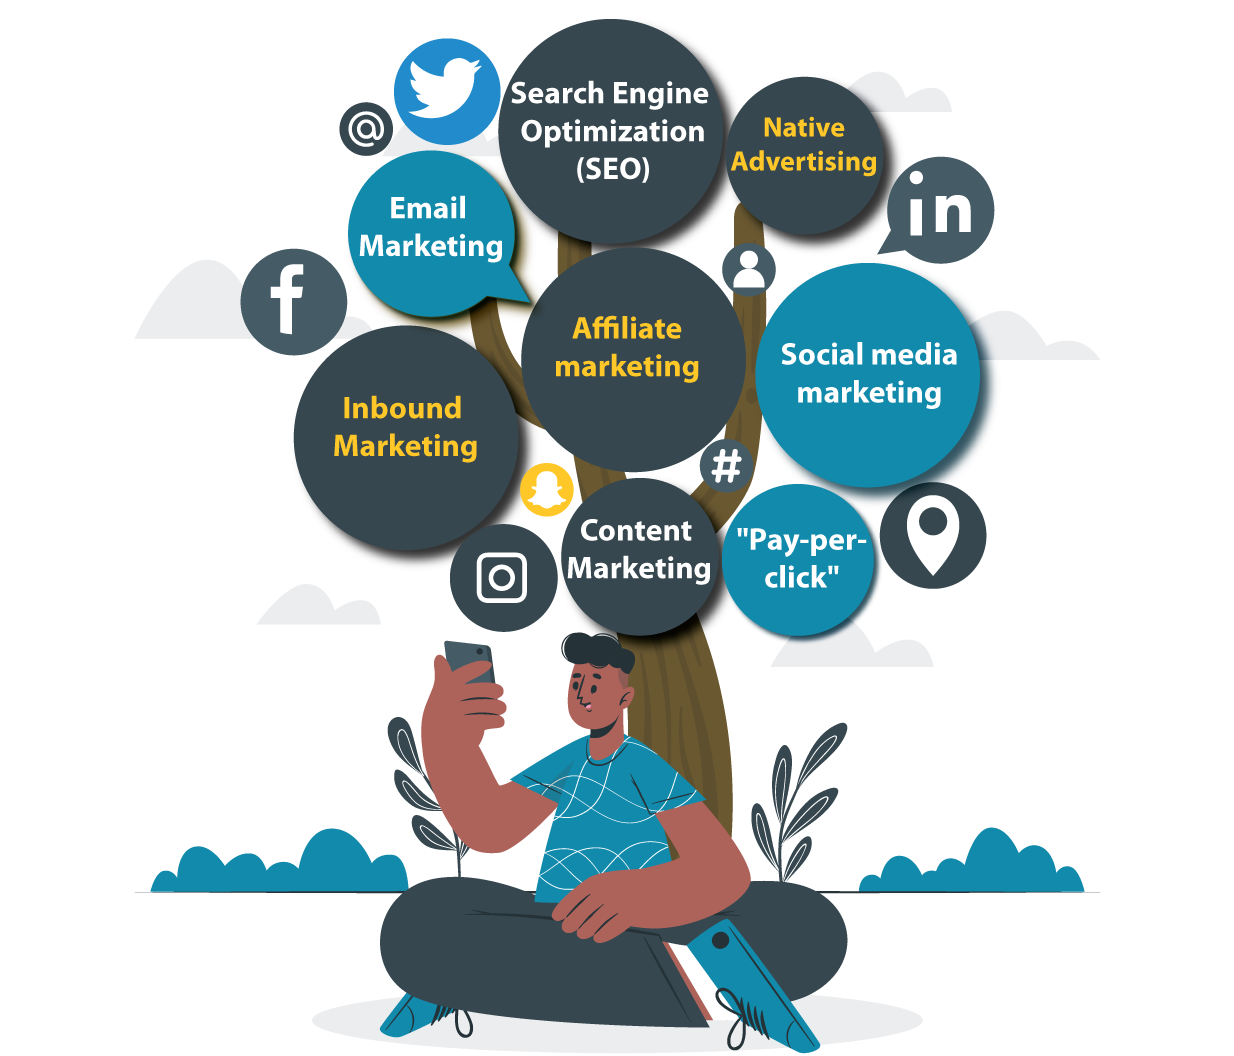 Search Engine
Optimization
(SEO)
Native
Advertising
@
Email
Marketing
in
f
Affiliate
marketing
Social media
marketing
Inbound
Marketing
#
Content
Marketing
"Pay-per-
click"